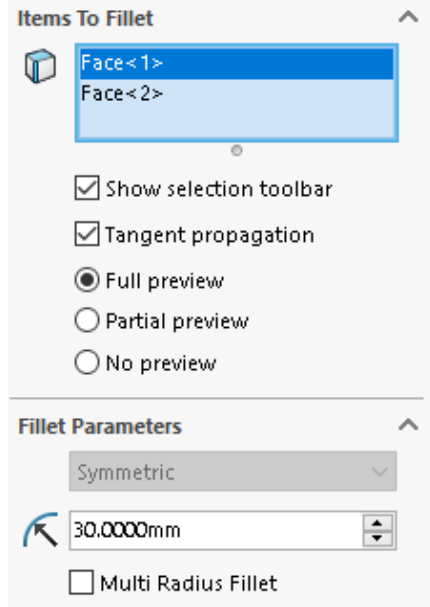 Items To Fillet
Face<1>
Face<2>
Show selection toolbar
Tangent propagation
Full preview
Partial preview
No preview
Fillet Parameters
Symmetric
30.0000mm
Multi Radius Fillet